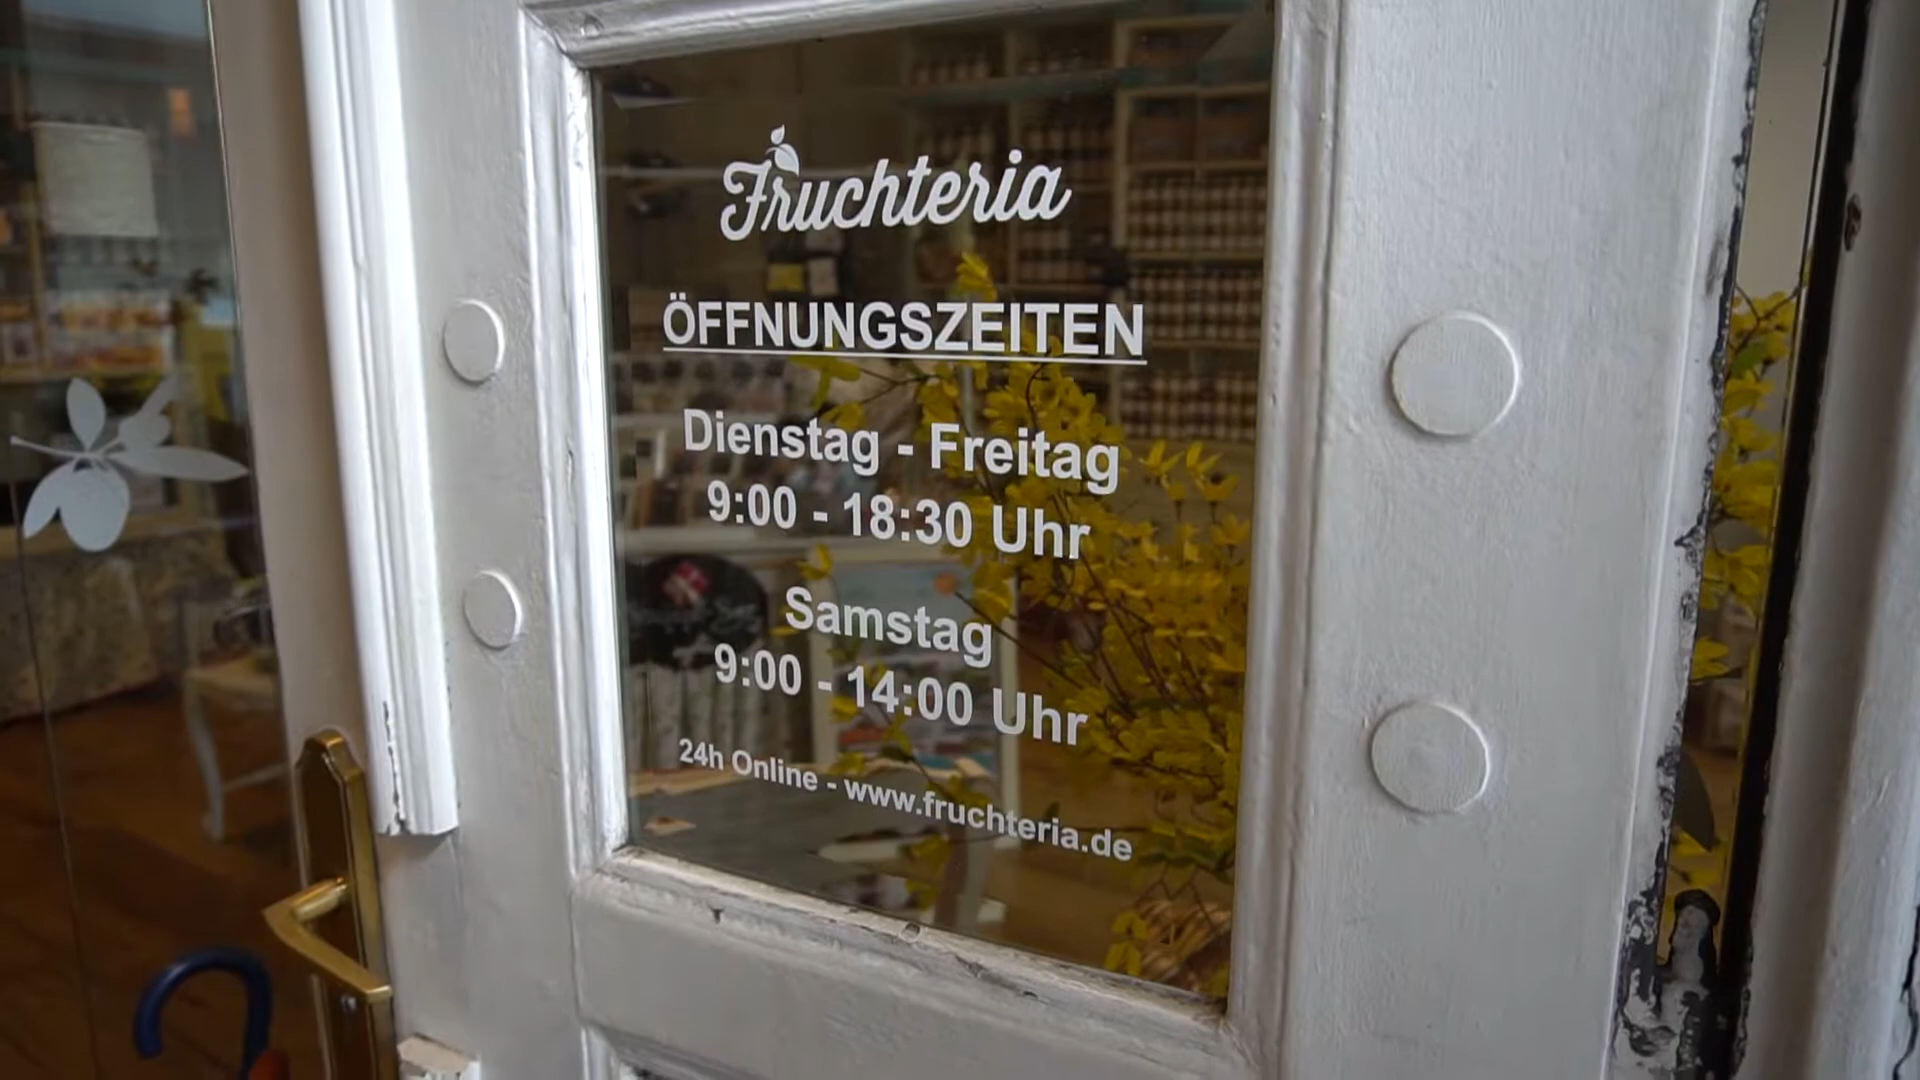 Fruchteria
ÖFFNUNGSZEITEN
Dienstag - Freitag
9:00 - 18:30 Uhr
Samstag
9:00 - 14:00 Uhr
24h Online - www.fruchteria.de